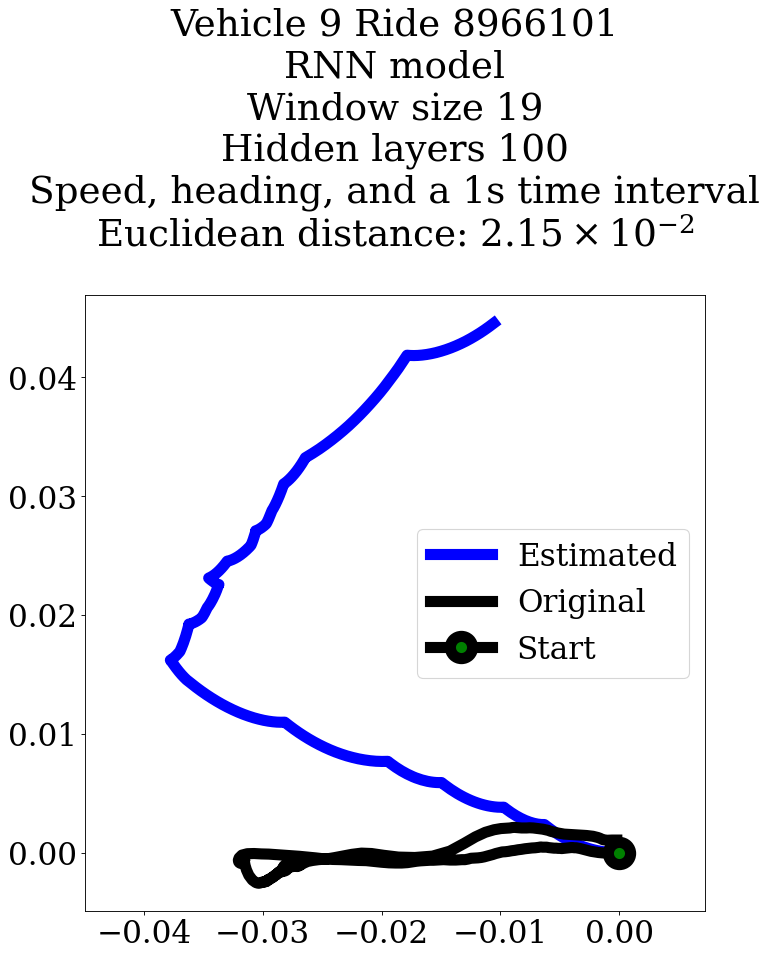 Vehicle 9 Ride 8966101
RNN model
Window size 19
Hidden layers 100
Speed, heading, and a 1s time interval
Euclidean distance: 2.15 × 10⁻²
0.04
0.03
0.02
0.01
0.00
Estimated
Original
Start
−0.04 −0.03 −0.02 −0.01 0.00